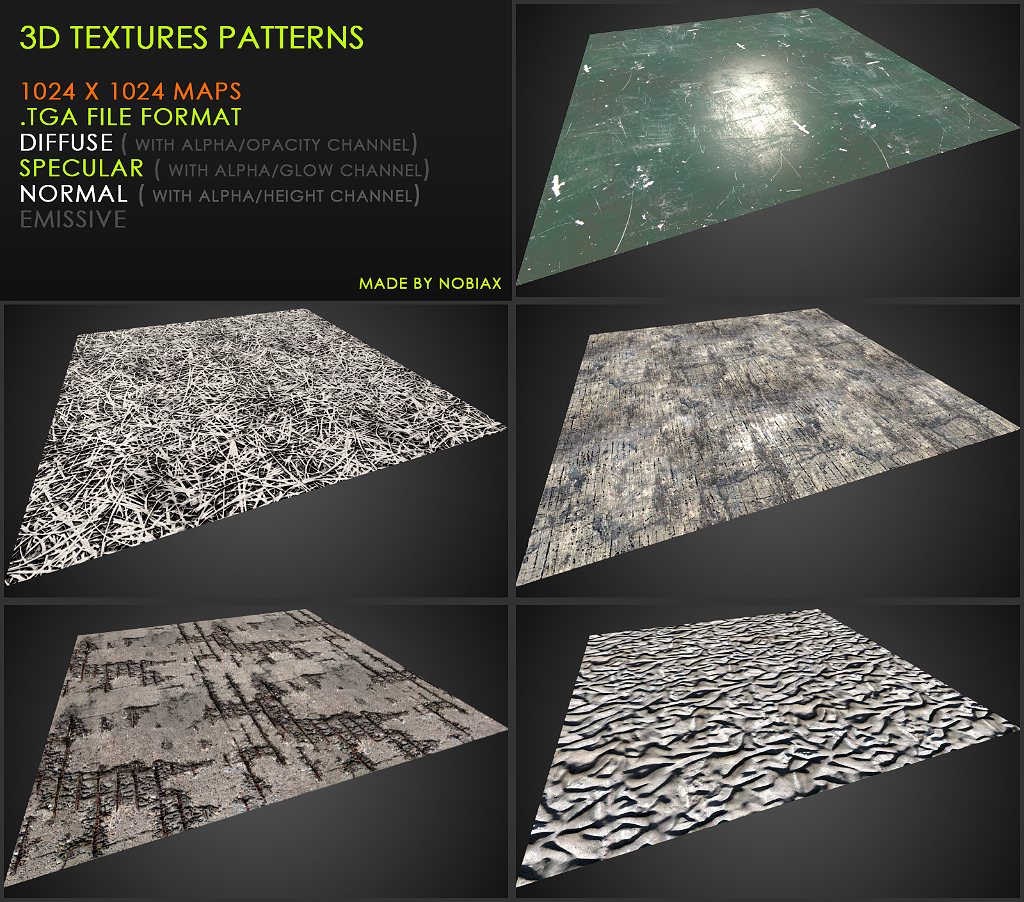 3D TEXTURES PATTERNS
1024 X 1024 MAPS
.TGA FILE FORMAT
DIFFUSE ( WITH ALPHA/OPACITY CHANNEL)
SPECULAR ( WITH ALPHA/GLOW CHANNEL)
NORMAL ( WITH ALPHA/HEIGHT CHANNEL)
EMISSIVE
MADE BY NOBIAX